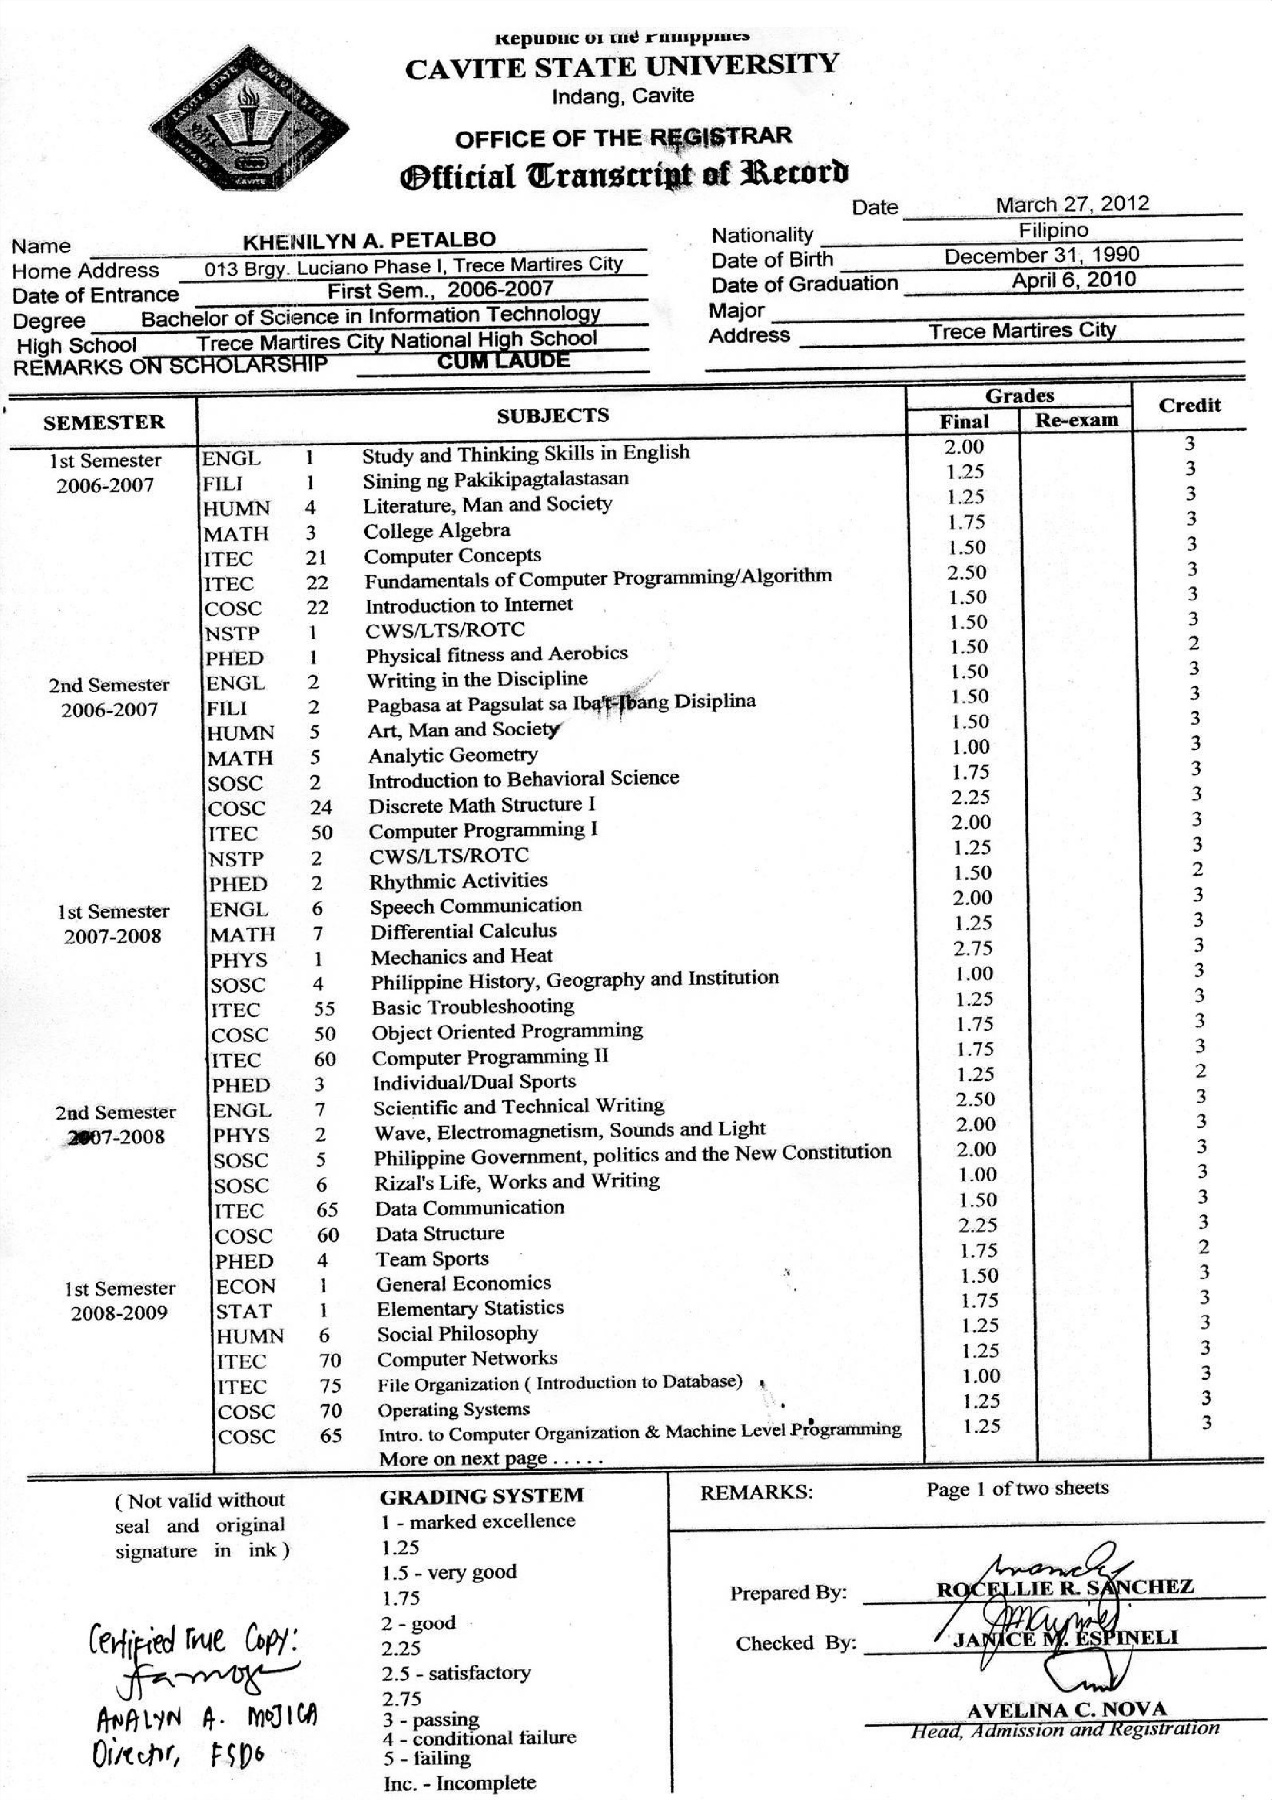 Republic of the Philippines
CAVITE STATE UNIVERSITY
Indang, Cavite
OFFICE OF THE REGISTRAR
Official Transcript of Record
Date March 27, 2012
Name KHENILYN A. PETALBO
Nationality Filipino
Home Address 013 Brgy. Luciano Phase I, Trece Martires City
Date of Birth December 31, 1990
Date of Entrance First Sem., 2006-2007
Date of Graduation April 6, 2010
Degree Bachelor of Science in Information Technology
Major
High School Trece Martires City National High School
Address Trece Martires City
REMARKS ON SCHOLARSHIP CUM LAUDE
SEMESTER SUBJECTS Grades Credit
Final Re-exam
1st Semester ENGL 1 Study and Thinking Skills in English 2.00 3
2006-2007 FILI 1 Sining ng Pakikipagtalastasan 1.25 3
HUMN 4 Literature, Man and Society 1.25 3
MATH 3 College Algebra 1.75 3
ITEC 21 Computer Concepts 1.50 3
ITEC 22 Fundamentals of Computer Programming/Algorithm 2.50 3
COSC 22 Introduction to Internet 1.50 3
NSTP 1 CWS/LTS/ROTC 1.50 3
PHED 1 Physical fitness and Aerobics 1.50 2
2nd Semester ENGL 2 Writing in the Discipline 1.50 3
2006-2007 FILI 2 Pagbasa at Pagsulat sa Iba't-Ibang Disiplina 1.50 3
HUMN 5 Art, Man and Society 1.50 3
MATH 5 Analytic Geometry 1.00 3
SOSC 2 Introduction to Behavioral Science 1.75 3
COSC 24 Discrete Math Structure I 2.25 3
ITEC 50 Computer Programming I 2.00 3
NSTP 2 CWS/LTS/ROTC 1.25 3
PHED 2 Rhythmic Activities 1.50 2
1st Semester ENGL 6 Speech Communication 2.00 3
2007-2008 MATH 7 Differential Calculus 1.25 3
PHYS 1 Mechanics and Heat 2.75 3
SOSC 4 Philippine History, Geography and Institution 1.00 3
ITEC 55 Basic Troubleshooting 1.25 3
COSC 50 Object Oriented Programming 1.75 3
ITEC 60 Computer Programming II 1.75 3
PHED 3 Individual/Dual Sports 1.25 2
2nd Semester ENGL 7 Scientific and Technical Writing 2.50 3
2007-2008 PHYS 2 Wave, Electromagnetism, Sounds and Light 2.00 3
SOSC 5 Philippine Government, politics and the New Constitution 2.00 3
SOSC 6 Rizal's Life, Works and Writing 1.00 3
ITEC 65 Data Communication 1.50 3
COSC 60 Data Structure 2.25 3
PHED 4 Team Sports 1.75 2
1st Semester ECON 1 General Economics 1.50 3
2008-2009 STAT 1 Elementary Statistics 1.75 3
HUMN 6 Social Philosophy 1.25 3
ITEC 70 Computer Networks 1.25 3
ITEC 75 File Organization ( Introduction to Database) 1.00 3
COSC 70 Operating Systems 1.25 3
COSC 65 Intro. to Computer Organization & Machine Level Programming 1.25 3
More on next page . . . . .
( Not valid without
seal and original
signature in ink )
Certified True Copy:
ANALYN A. MOJICA
Director, FSDO
GRADING SYSTEM
1 - marked excellence
1.25
1.5 - very good
1.75
2 - good
2.25
2.5 - satisfactory
2.75
3 - passing
4 - conditional failure
5 - failing
Inc. - Incomplete
REMARKS: Page 1 of two sheets
Prepared By: ROCELLIE R. SANCHEZ
Checked By: JANICE M. ESPINELI
AVELINA C. NOVA
Head, Admission and Registration